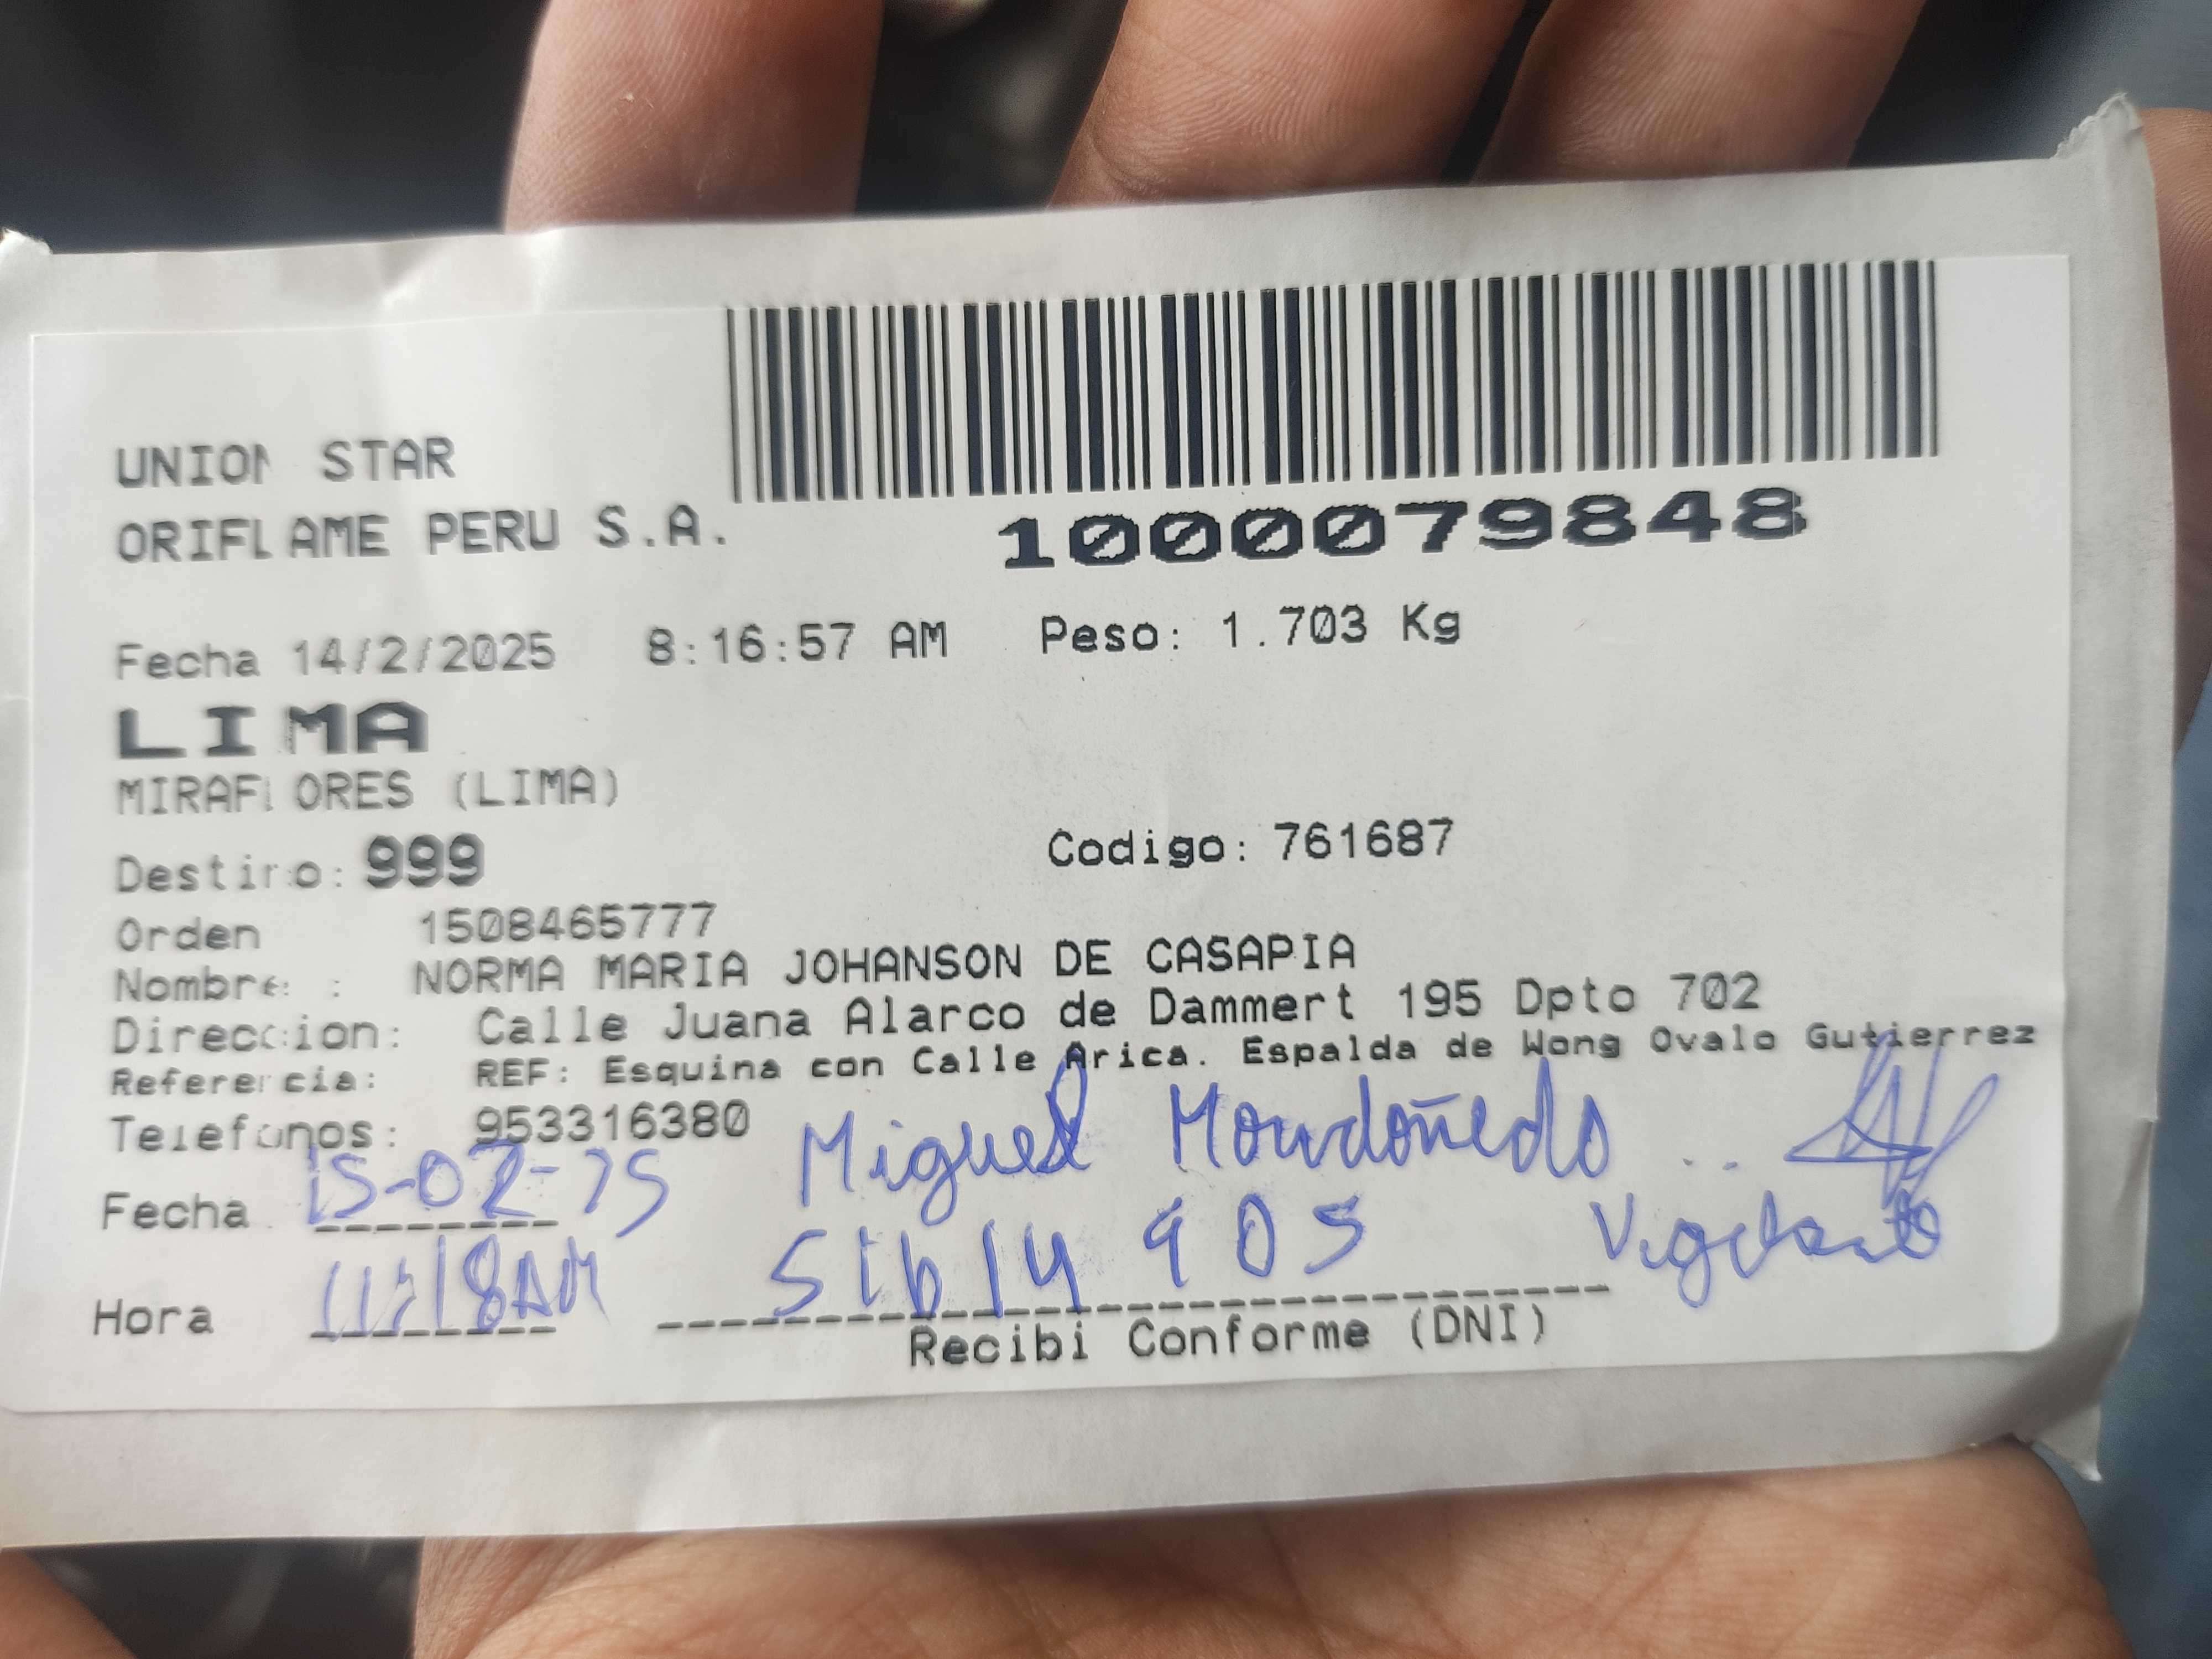 UNION STAR
ORIFLAME PERU S.A.
1000079848
Fecha 14/2/2025 8:16:57 AM Peso: 1.703 Kg
LIMA
MIRAFLORES (LIMA)
Destino: 999 Codigo: 761687
Orden 1508465777
Nombre : NORMA MARIA JOHANSON DE CASAPIA
Direccion: Calle Juana Alarco de Dammert 195 Dpto 702
Referencia: REF: Esquina con Calle Arica. Espalda de Wong Ovalo Gutierrez
Telefonos: 953316380
Miguel Mondoñedo
Fecha 15-02-25
51614905 Vigilante
Hora 11:18AM
Recibi Conforme (DNI)